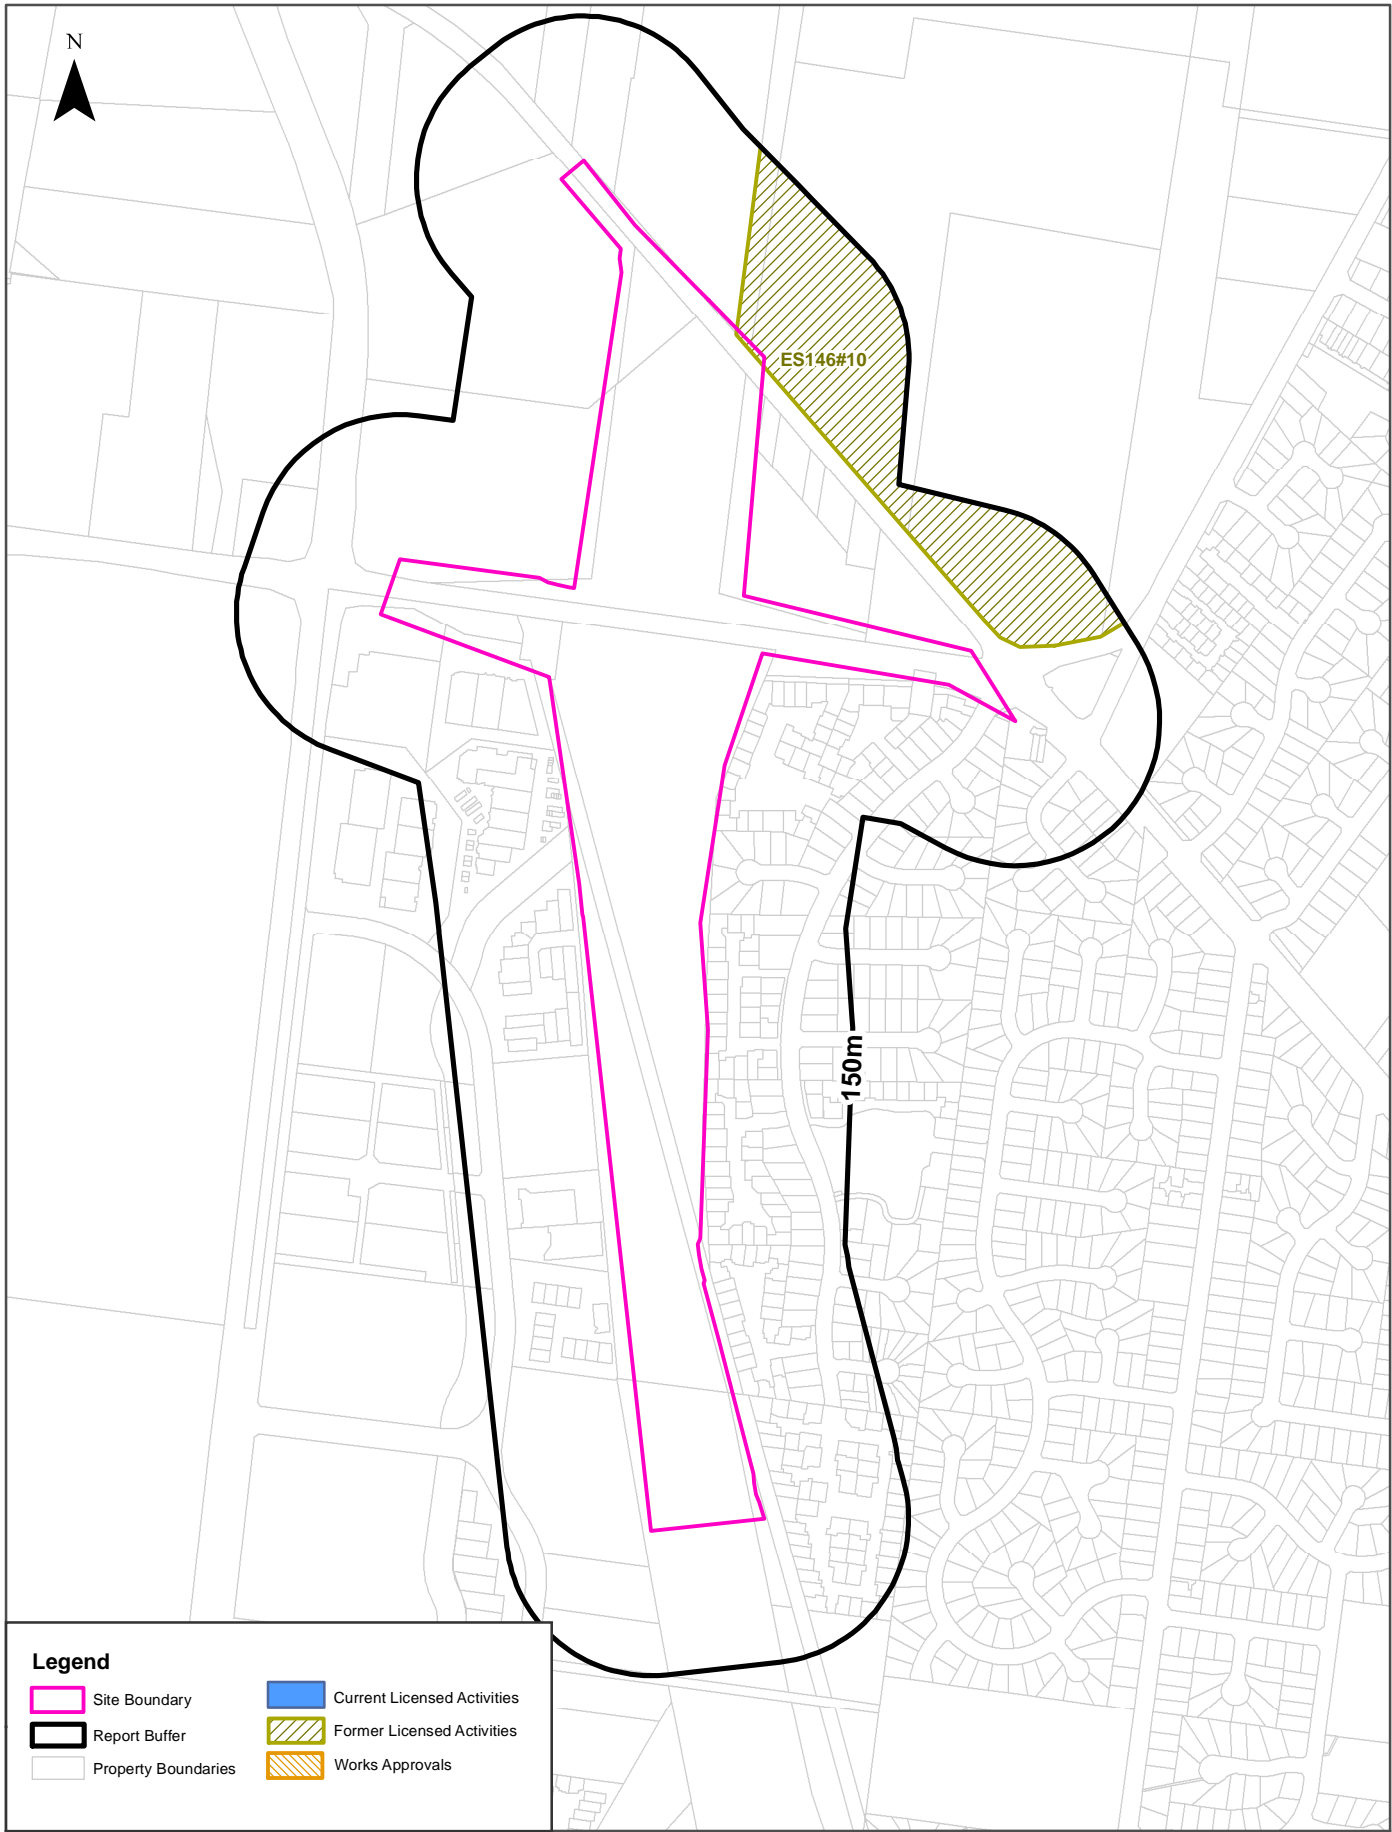 N
ES146#10
150m
Legend
Site Boundary
Report Buffer
Property Boundaries
Current Licensed Activities
Former Licensed Activities
Works Approvals